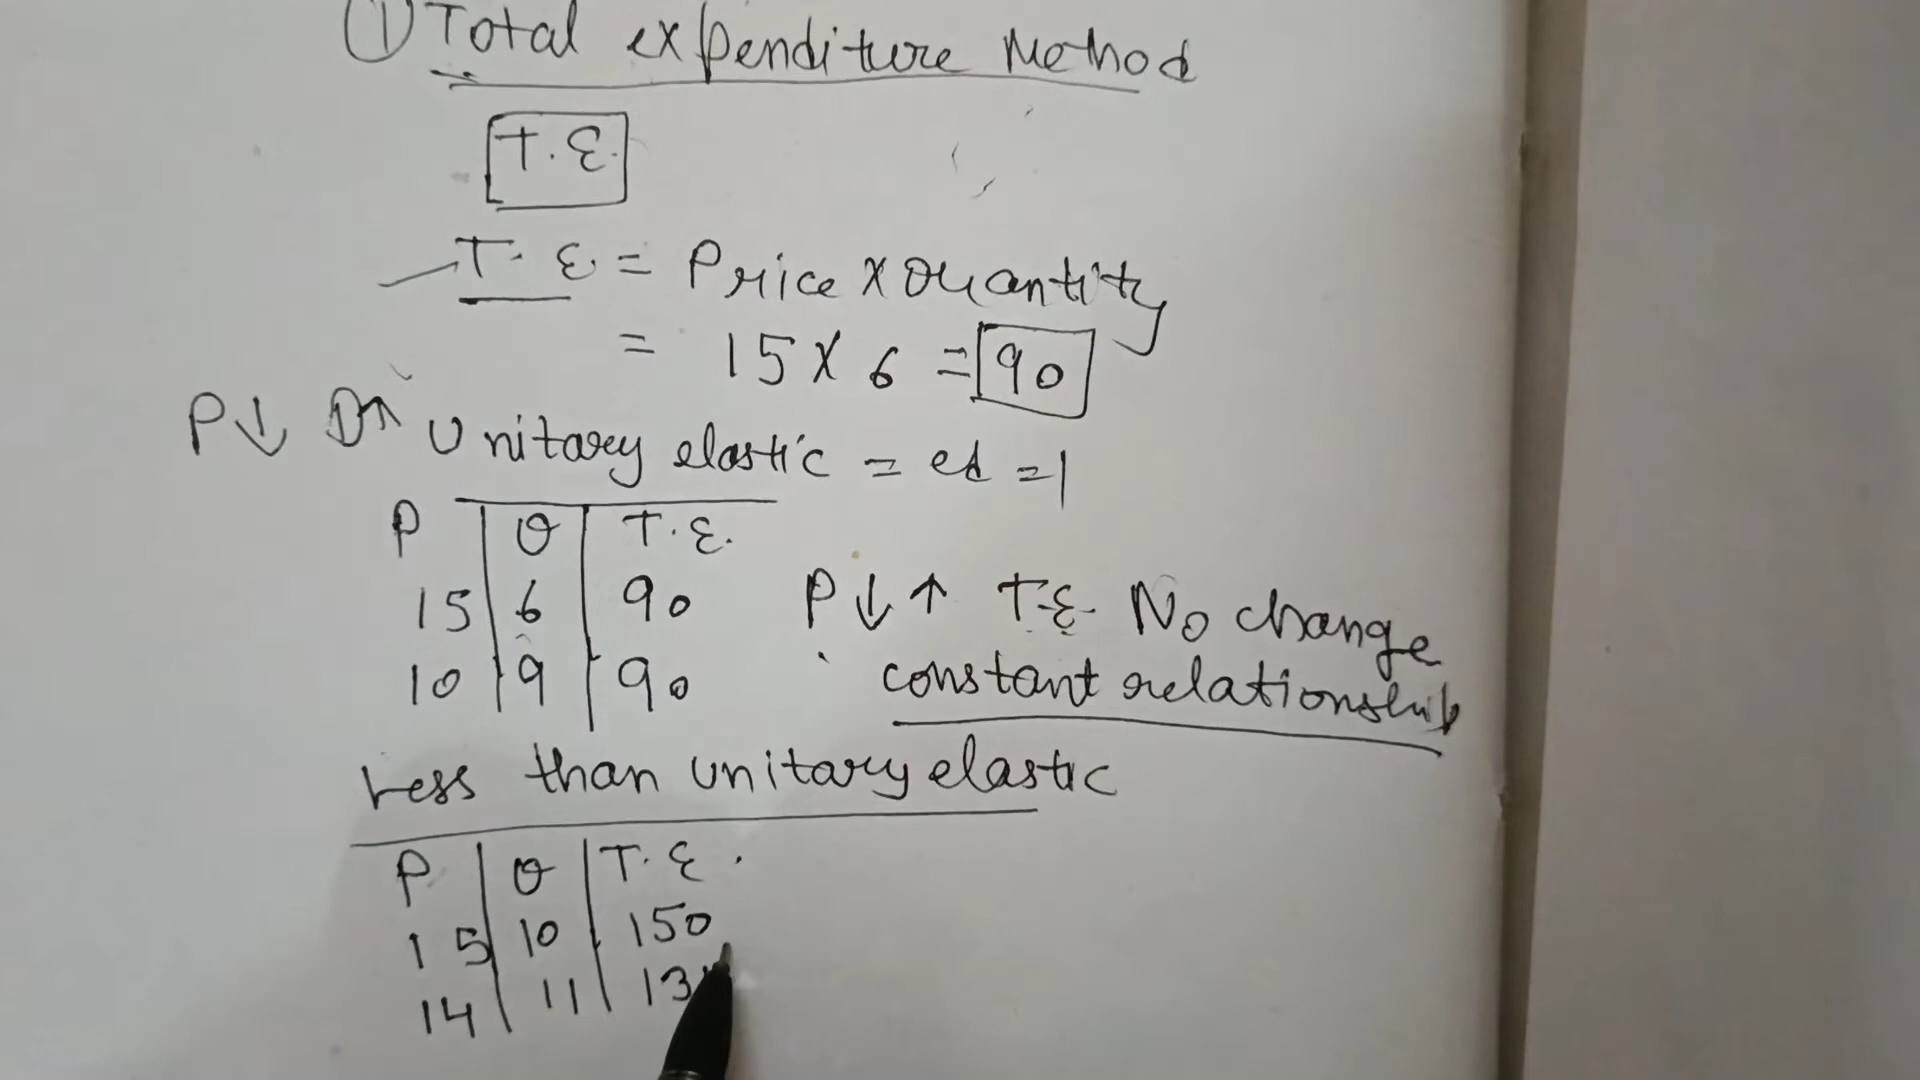 ① Total expenditure Method
T.E.
T.E. = Price X Quantity
= 15 X 6 = 90
P↓ D↑ Unitary elastic = ed = 1
P Q T.E.
15 6 90
10 9 90
P↓↑ T.E. No change
constant relationship
Less than unitary elastic
P Q T.E.
15 10 150
14 11